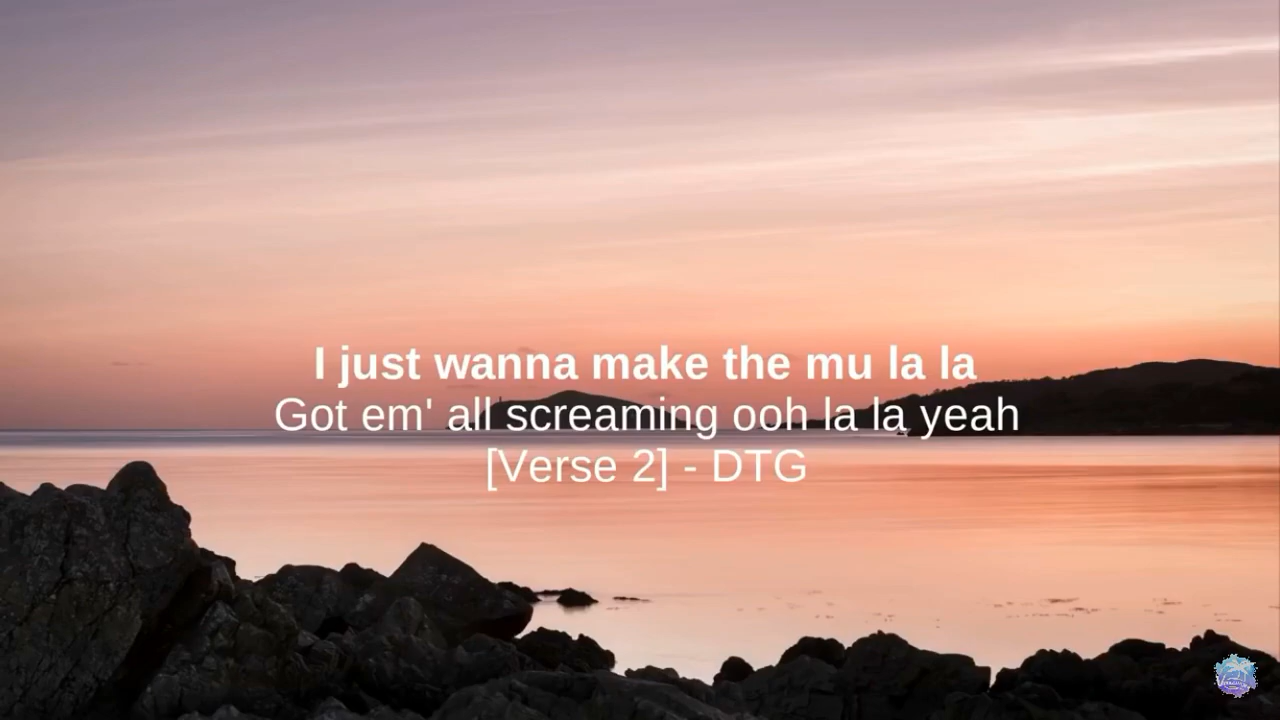 I just wanna make the mu la la
Got em' all screaming ooh la la yeah
[Verse 2] - DTG